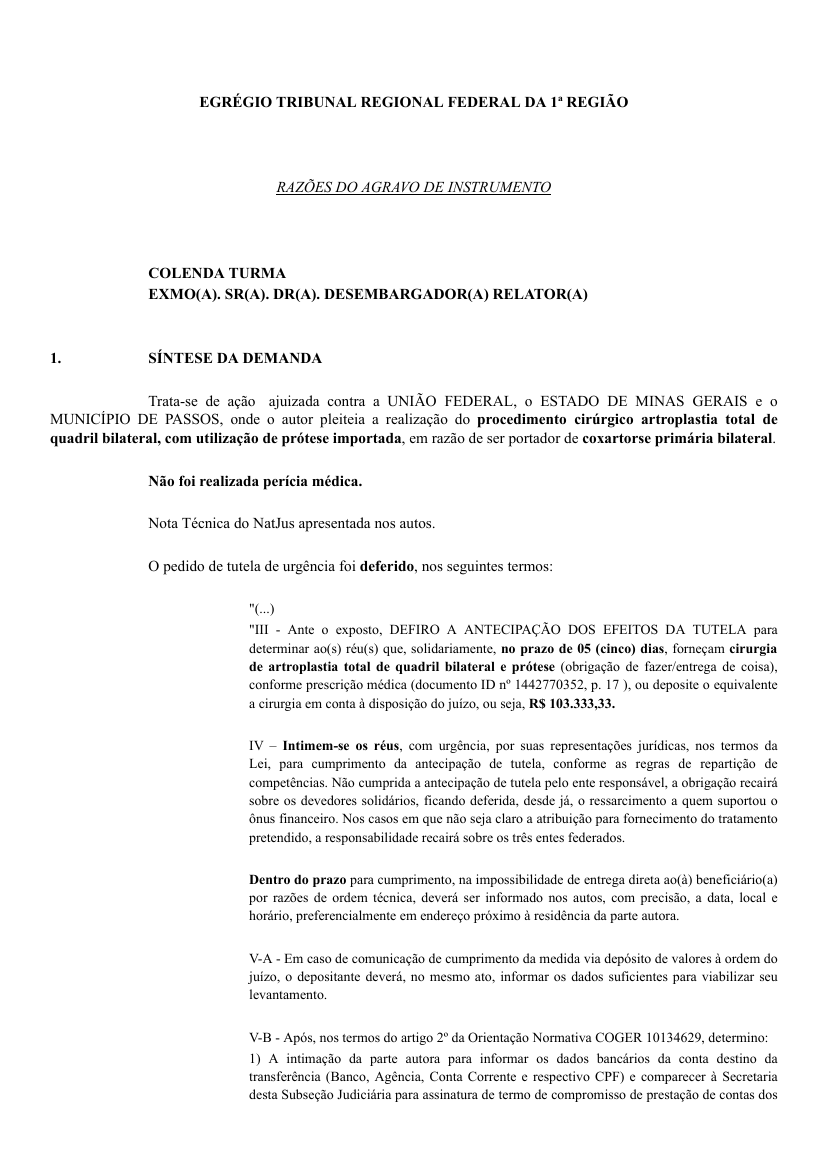 EGRÉGIO TRIBUNAL REGIONAL FEDERAL DA 1ª REGIÃO
RAZÕES DO AGRAVO DE INSTRUMENTO
COLENDA TURMA
EXMO(A). SR(A). DR(A). DESEMBARGADOR(A) RELATOR(A)
1. SÍNTESE DA DEMANDA
Trata-se de ação ajuizada contra a UNIÃO FEDERAL, o ESTADO DE MINAS GERAIS e o
MUNICÍPIO DE PASSOS, onde o autor pleiteia a realização do procedimento cirúrgico artroplastia total de
quadril bilateral, com utilização de prótese importada, em razão de ser portador de coxartorse primária bilateral.
Não foi realizada perícia médica.
Nota Técnica do NatJus apresentada nos autos.
O pedido de tutela de urgência foi deferido, nos seguintes termos:
"(...)
"III - Ante o exposto, DEFIRO A ANTECIPAÇÃO DOS EFEITOS DA TUTELA para
determinar ao(s) réu(s) que, solidariamente, no prazo de 05 (cinco) dias, forneçam cirurgia
de artroplastia total de quadril bilateral e prótese (obrigação de fazer/entrega de coisa),
conforme prescrição médica (documento ID nº 1442770352, p. 17 ), ou deposite o equivalente
a cirurgia em conta à disposição do juízo, ou seja, R$ 103.333,33.
IV – Intimem-se os réus, com urgência, por suas representações jurídicas, nos termos da
Lei, para cumprimento da antecipação de tutela, conforme as regras de repartição de
competências. Não cumprida a antecipação de tutela pelo ente responsável, a obrigação recairá
sobre os devedores solidários, ficando deferida, desde já, o ressarcimento a quem suportou o
ônus financeiro. Nos casos em que não seja claro a atribuição para fornecimento do tratamento
pretendido, a responsabilidade recairá sobre os três entes federados.
Dentro do prazo para cumprimento, na impossibilidade de entrega direta ao(à) beneficiário(a)
por razões de ordem técnica, deverá ser informado nos autos, com precisão, a data, local e
horário, preferencialmente em endereço próximo à residência da parte autora.
V-A - Em caso de comunicação de cumprimento da medida via depósito de valores à ordem do
juízo, o depositante deverá, no mesmo ato, informar os dados suficientes para viabilizar seu
levantamento.
V-B - Após, nos termos do artigo 2º da Orientação Normativa COGER 10134629, determino:
1) A intimação da parte autora para informar os dados bancários da conta destino da
transferência (Banco, Agência, Conta Corrente e respectivo CPF) e comparecer à Secretaria
desta Subseção Judiciária para assinatura de termo de compromisso de prestação de contas dos